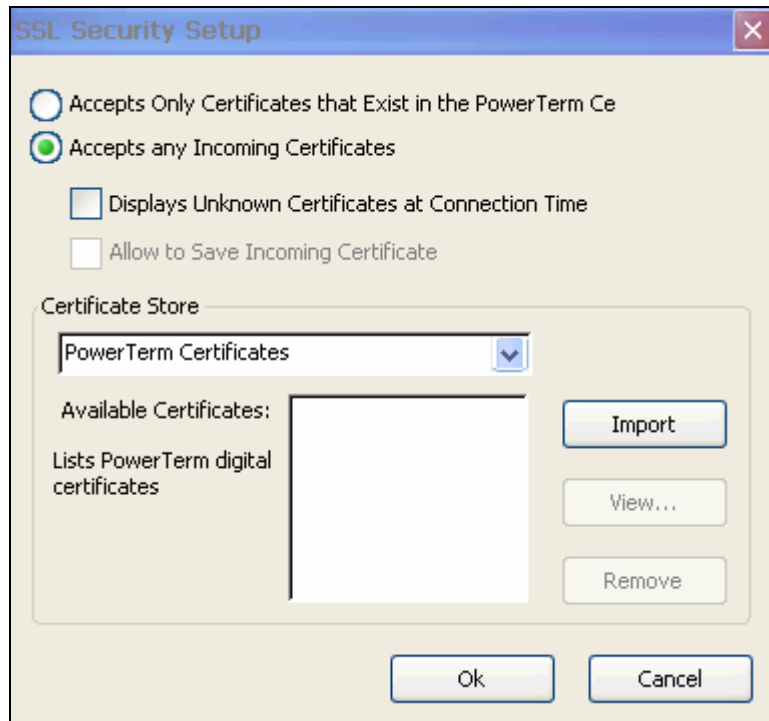 SSL Security Setup
Accepts Only Certificates that Exist in the PowerTerm Ce
Accepts any Incoming Certificates
Displays Unknown Certificates at Connection Time
Allow to Save Incoming Certificate
Certificate Store
PowerTerm Certificates
Available Certificates:
Lists PowerTerm digital
certificates
Import
View...
Remove
Ok
Cancel